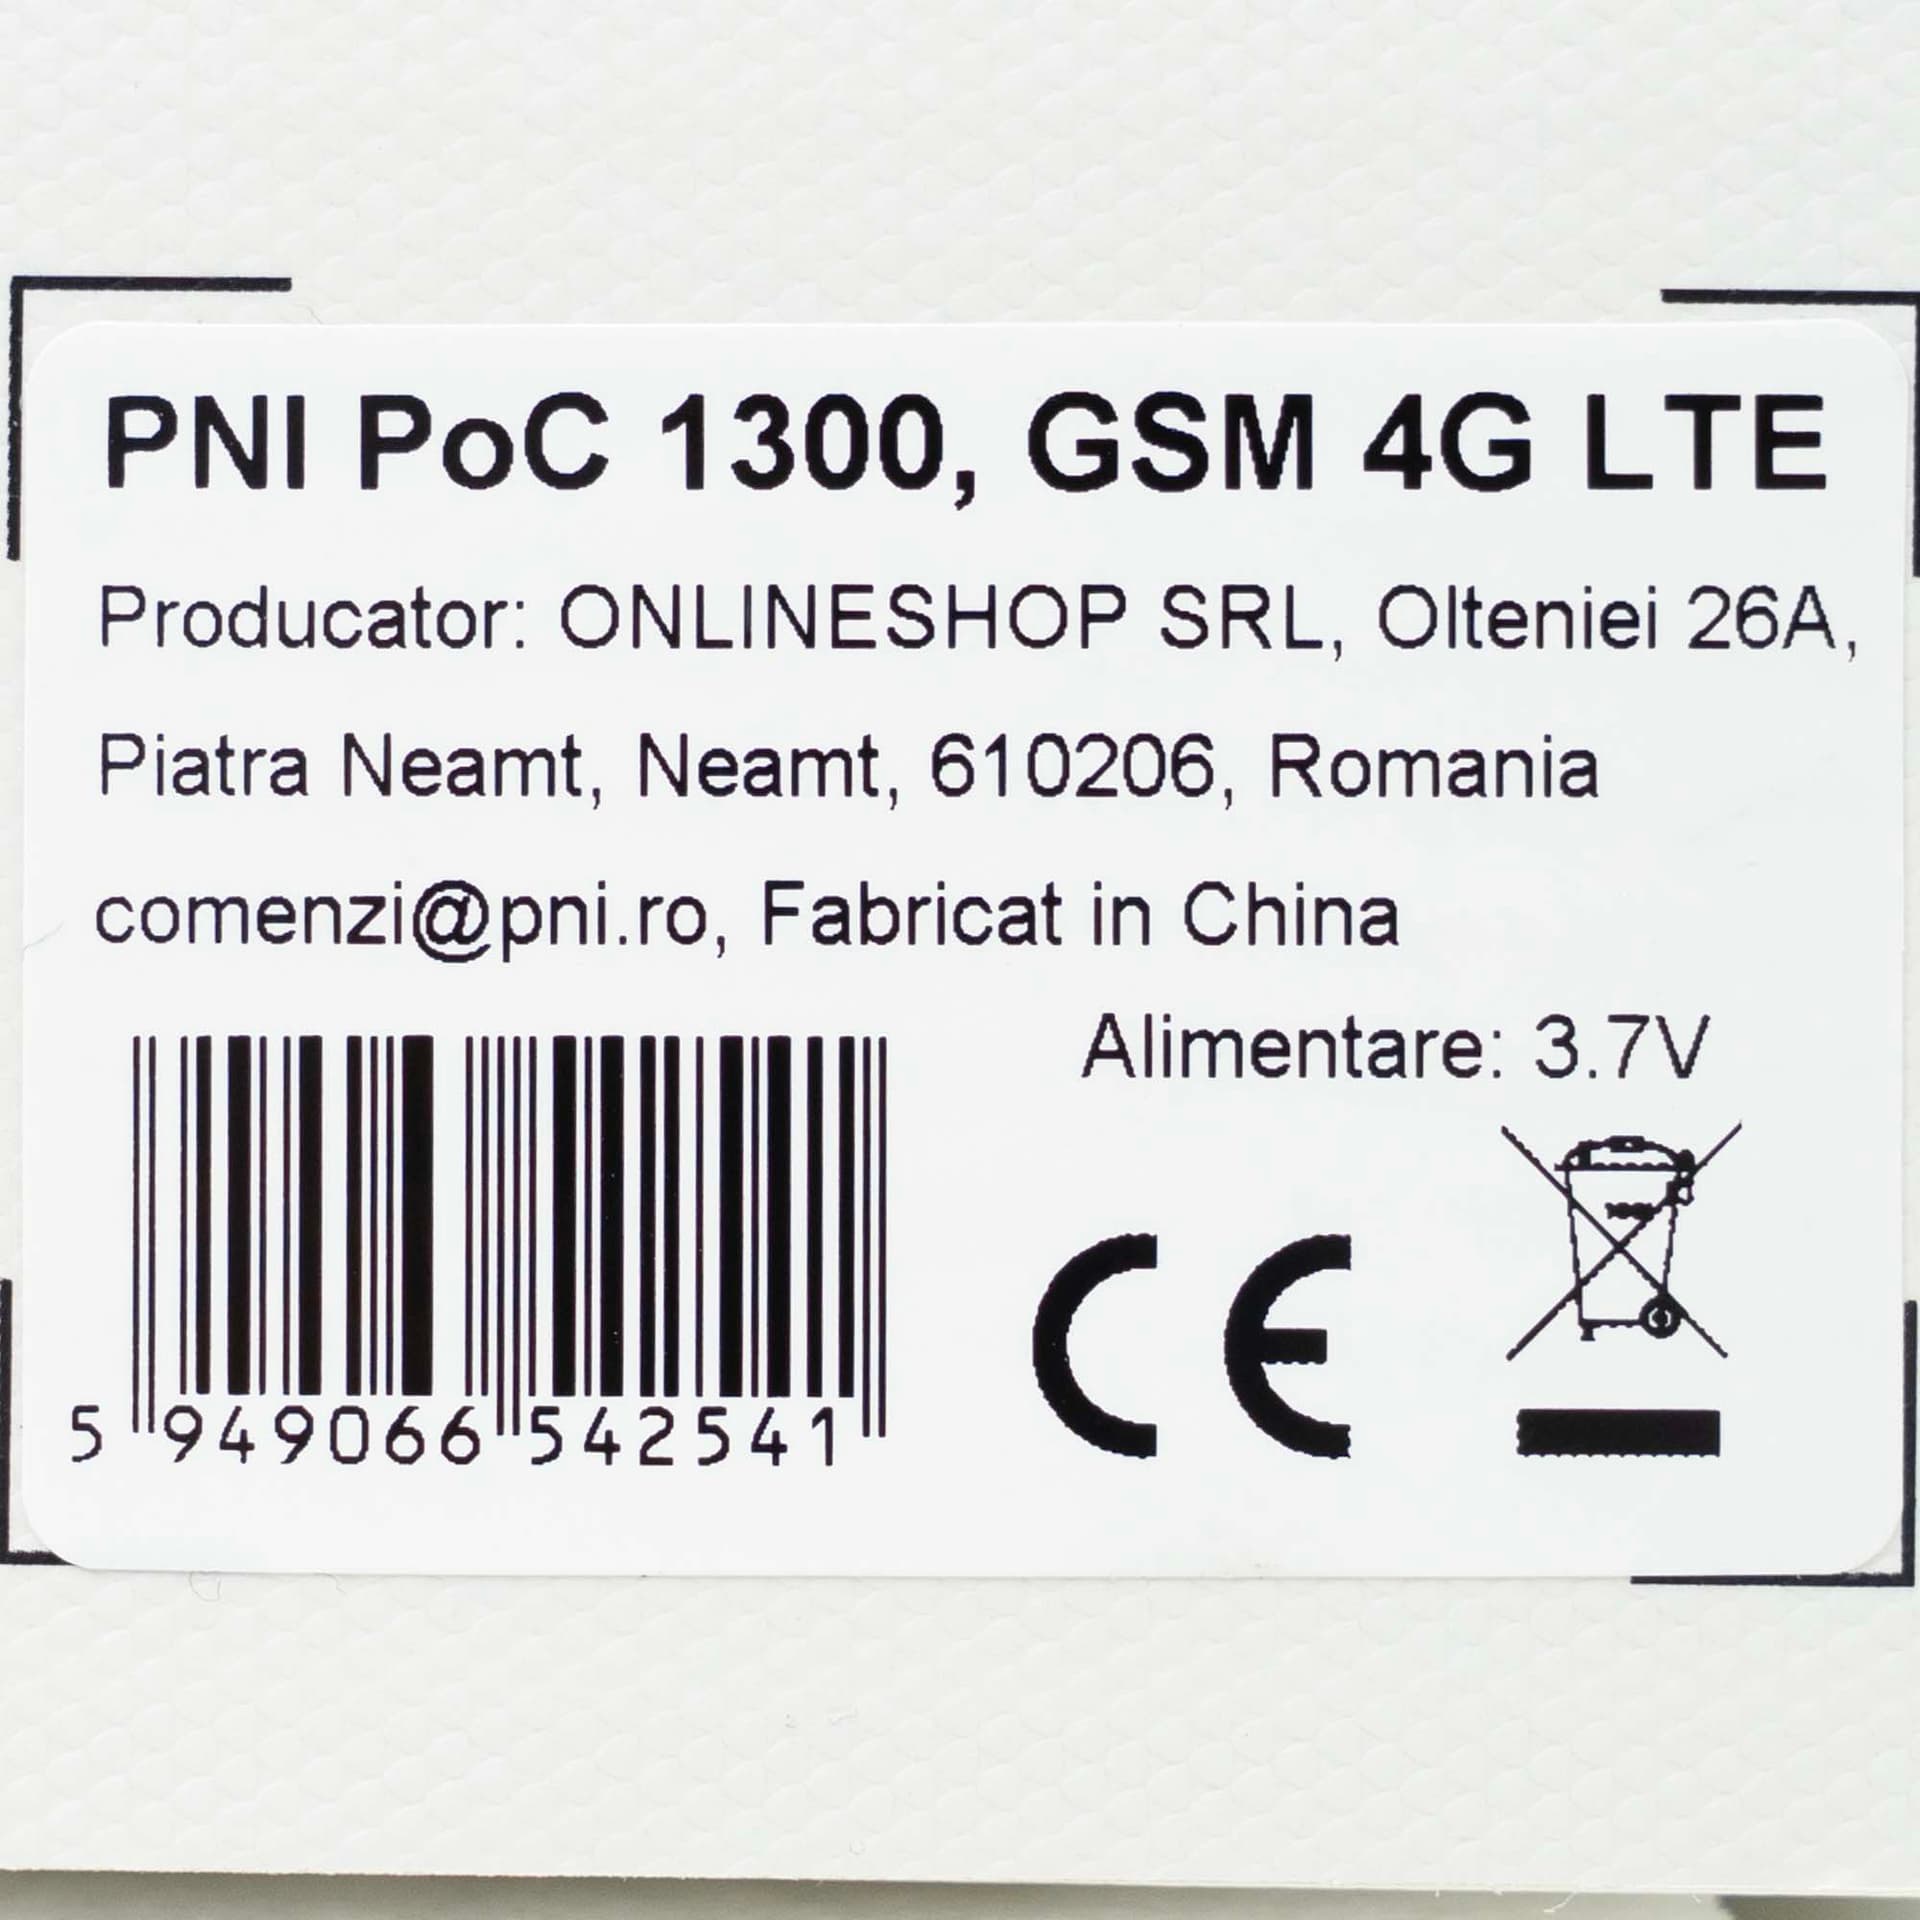 PNI PoC 1300, GSM 4G LTE
Producator: ONLINESHOP SRL, Olteniei 26A,
Piatra Neamt, Neamt, 610206, Romania
comenzi@pni.ro, Fabricat in China
Alimentare: 3.7V
CE
5 949066 542541